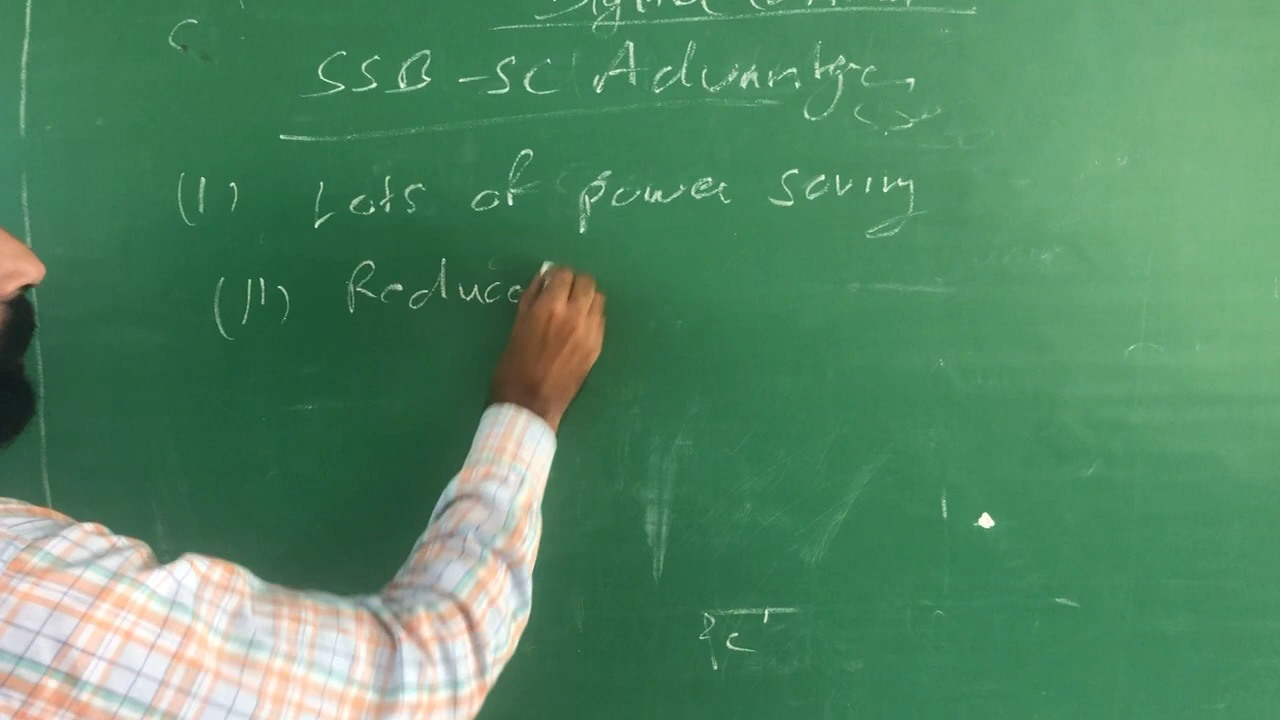 SSB-SC Advantages
(I) Lots of power saving
(II) Reduce